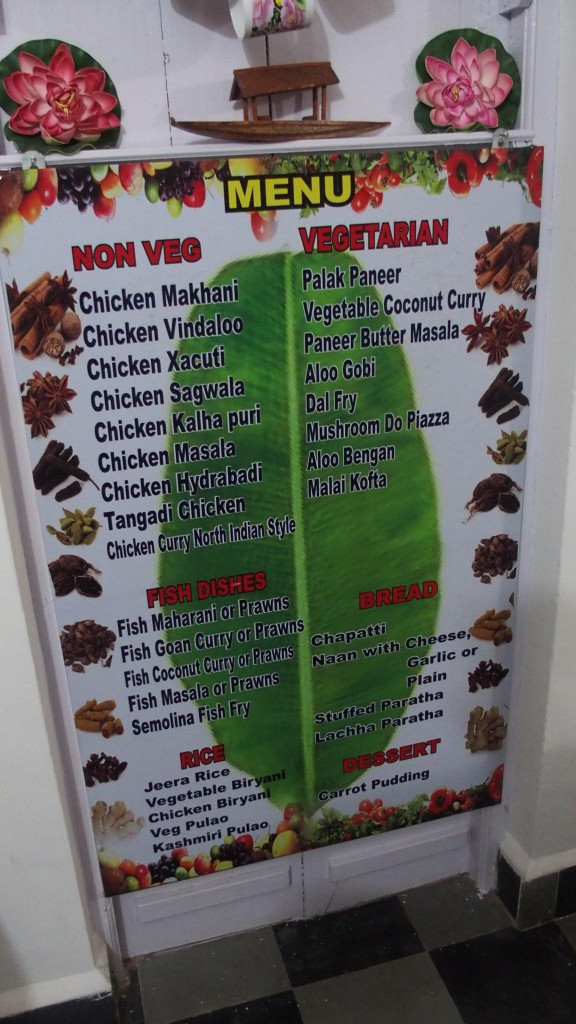 MENU
NON VEG
Chicken Makhani
Chicken Vindaloo
Chicken Xacuti
Chicken Sagwala
Chicken Kalha puri
Chicken Masala
Chicken Hydrabadi
Tangadi Chicken
Chicken Curry North Indian Style
FISH DISHES
Fish Maharani or Prawns
Fish Goan Curry or Prawns
Fish Coconut Curry or Prawns
Fish Masala or Prawns
Semolina Fish Fry
RICE
Jeera Rice
Vegetable Biryani
Chicken Biryani
Veg Pulao
Kashmiri Pulao
VEGETARIAN
Palak Paneer
Vegetable Coconut Curry
Paneer Butter Masala
Aloo Gobi
Dal Fry
Mushroom Do Piazza
Aloo Bengan
Malai Kofta
BREAD
Chapatti
Naan with Cheese,
Garlic or
Plain
Stuffed Paratha
Lachha Paratha
DESSERT
Carrot Pudding